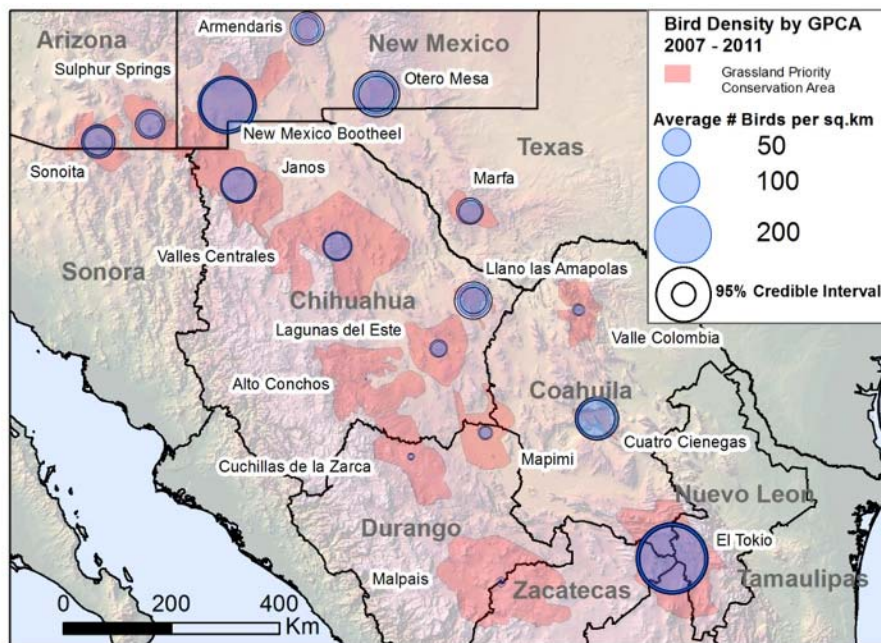 Arizona
Armendaris
New Mexico
Sulphur Springs
Otero Mesa
New Mexico Bootheel
Sonoita
Janos
Texas
Marfa
Valles Centrales
Sonora
Llano las Amapolas
Chihuahua
Lagunas del Este
Valle Colombia
Alto Conchos
Coahuila
Cuatro Cienegas
Cuchillas de la Zarca
Mapimi
Nuevo Leon
Durango
El Tokio
Malpais
Zacatecas
Tamaulipas
0 200 400
Km
Bird Density by GPCA
2007 - 2011
Grassland Priority
Conservation Area
Average # Birds per sq.km
50
100
200
95% Credible Interval